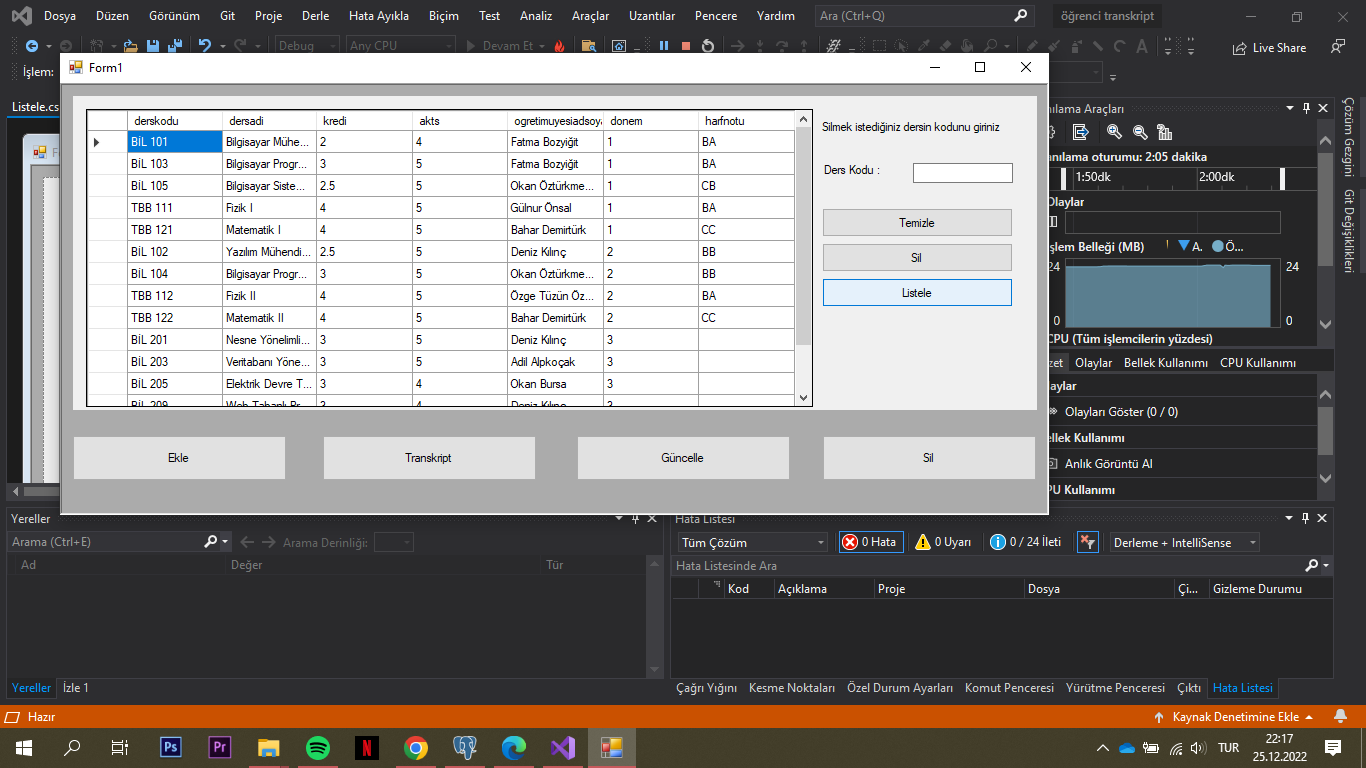 Dosya Düzen Görünüm Git Proje Derle Hata Ayıkla Biçim Test Analiz Araçlar Uzantılar Pencere Yardım Ara (Ctrl+Q) öğrenci transkript
Debug Any CPU Devam Et Live Share
İşlem:
Form1
Listele.cs
derskodu dersadi kredi akts ogretimuyesiadsoya donem harfnotu
BİL 101 Bilgisayar Mühe... 2 4 Fatma Bozyiğit 1 BA
BİL 103 Bilgisayar Progr... 3 5 Fatma Bozyiğit 1 BA
BİL 105 Bilgisayar Siste... 2.5 5 Okan Öztürkme... 1 CB
TBB 111 Fizik I 4 5 Gülnur Önsal 1 BA
TBB 121 Matematik I 4 5 Bahar Demirtürk 1 CC
BİL 102 Yazılım Mühendi... 2.5 5 Deniz Kılınç 2 BB
BİL 104 Bilgisayar Progr... 3 5 Okan Öztürkme... 2 BB
TBB 112 Fizik II 4 5 Özge Tüzün Öz... 2 BA
TBB 122 Matematik II 4 5 Bahar Demirtürk 2 CC
BİL 201 Nesne Yönelimli... 3 5 Deniz Kılınç 3
BİL 203 Veritabanı Yöne... 3 5 Adil Alpkoçak 3
BİL 205 Elektrik Devre T... 3 4 Okan Bursa 3
BİL 209 Web Tabanlı Pr... 3 4 Deniz Kılınç 3
Silmek istediğiniz dersin kodunu giriniz
Ders Kodu :
Temizle
Sil
Listele
Ekle Transkript Güncelle Sil
nılama Araçları
nılama oturumu: 2:05 dakika
1:50dk 2:00dk
Olaylar
şlem Belleği (MB) A. Ö...
24 24
0 0
CPU (Tüm işlemcilerin yüzdesi)
zet Olaylar Bellek Kullanımı CPU Kullanımı
aylar
Olayları Göster (0 / 0)
ellek Kullanımı
Anlık Görüntü Al
PU Kullanımı
Çözüm Gezgini
Git Değişiklikleri
Yereller
Arama (Ctrl+E) Arama Derinliği:
Ad Değer Tür
Yereller İzle 1
Hata Listesi
Tüm Çözüm 0 Hata 0 Uyarı 0 / 24 İleti Derleme + IntelliSense
Hata Listesinde Ara
Kod Açıklama Proje Dosya Çi... Gizleme Durumu
Çağrı Yığını Kesme Noktaları Özel Durum Ayarları Komut Penceresi Yürütme Penceresi Çıktı Hata Listesi
Hazır Kaynak Denetimine Ekle
Ps Pr N TUR 22:17
25.12.2022